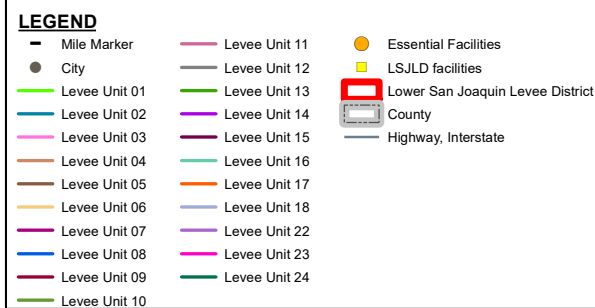 LEGEND
Mile Marker
City
Levee Unit 01
Levee Unit 02
Levee Unit 03
Levee Unit 04
Levee Unit 05
Levee Unit 06
Levee Unit 07
Levee Unit 08
Levee Unit 09
Levee Unit 10
Levee Unit 11
Levee Unit 12
Levee Unit 13
Levee Unit 14
Levee Unit 15
Levee Unit 16
Levee Unit 17
Levee Unit 18
Levee Unit 22
Levee Unit 23
Levee Unit 24
Essential Facilities
LSJLD facilities
Lower San Joaquin Levee District
County
Highway, Interstate